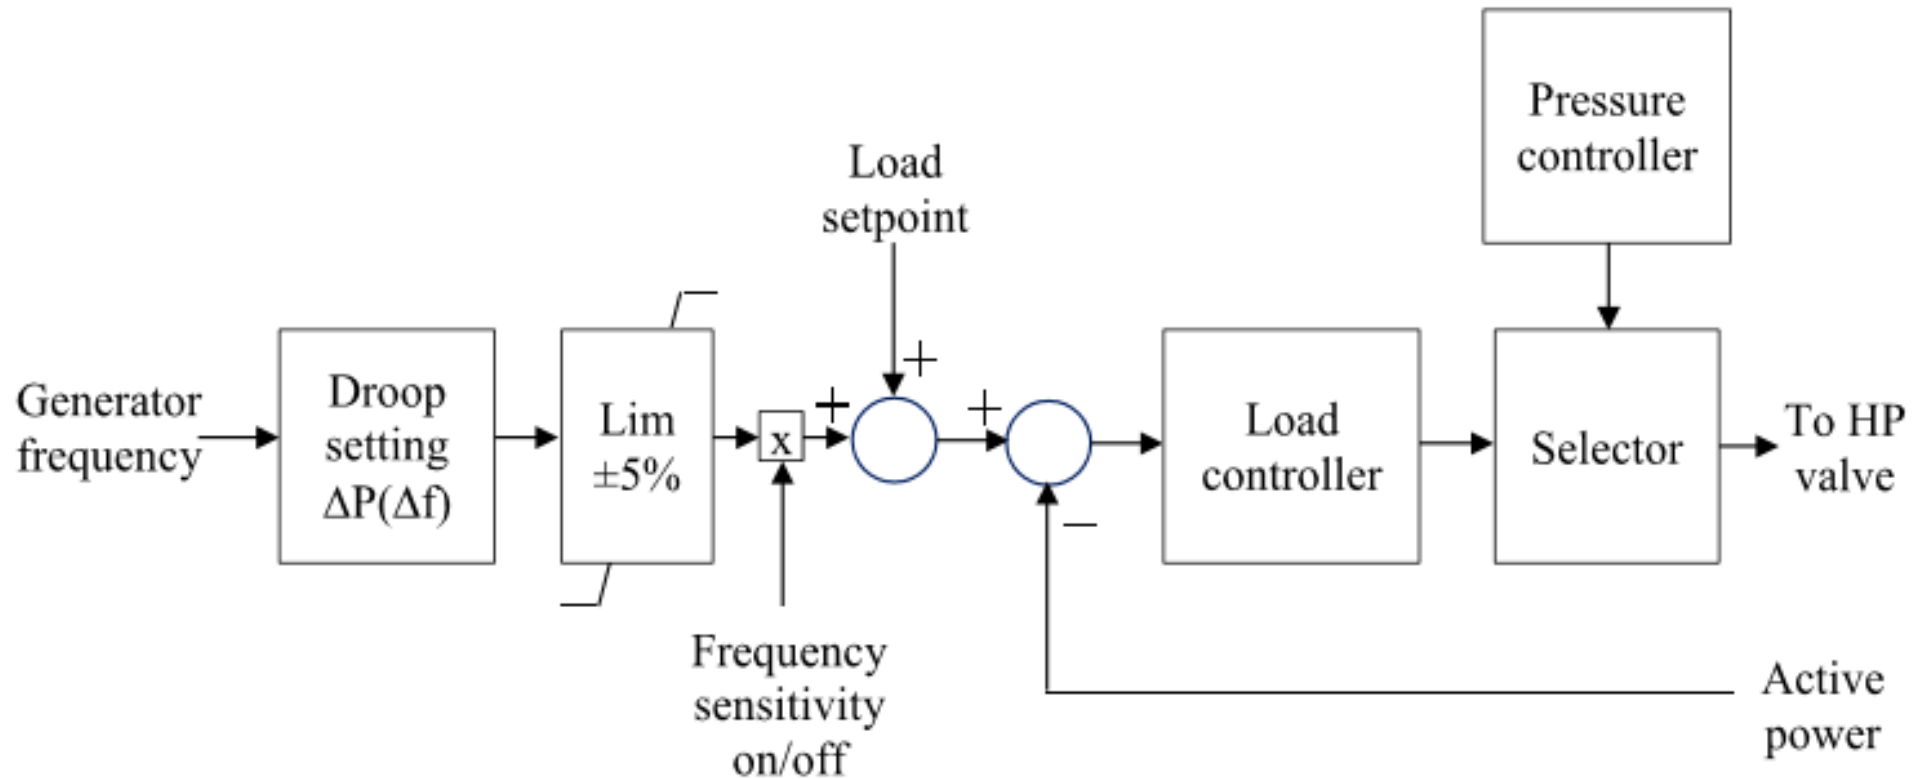 Pressure
controller
Load
setpoint
+
+
+
Generator
frequency
Droop
setting
ΔP(Δf)
Lim
±5%
x
Load
controller
Selector
To HP
valve
−
Frequency
sensitivity
on/off
Active
power